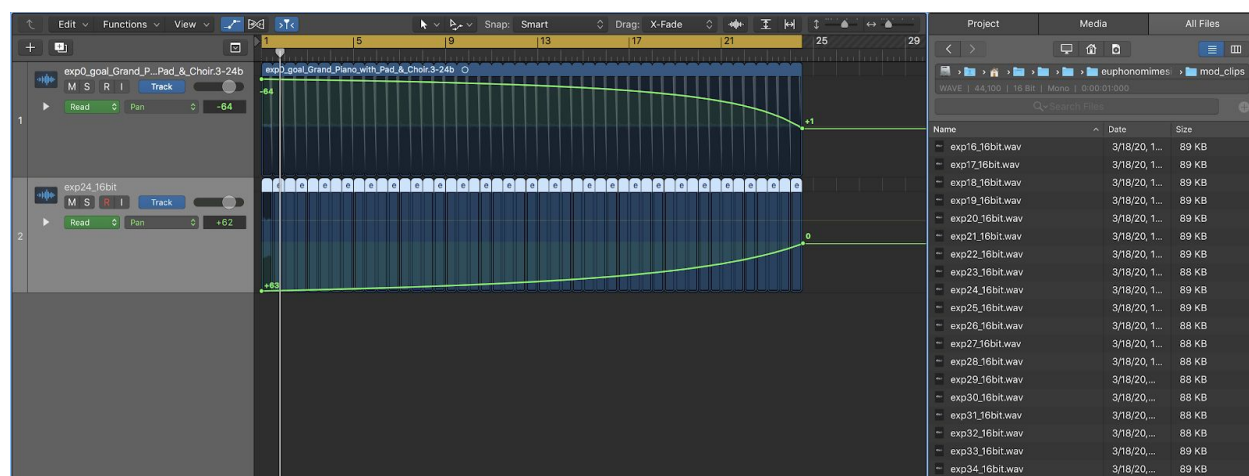 Edit Functions View Snap: Smart Drag: X-Fade
1 5 9 13 17 21 25 29
exp0_goal_Grand_P...Pad_&_Choir.3-24b
M S R I Track
Read Pan -64
1
exp0_goal_Grand_Piano_with_Pad_&_Choir.3-24b
-64
+1
exp24_16bit
M S R I Track
Read Pan +62
2
e e e e e e e e e e e e e e e e e e e e e e e
+63
0
Project Media All Files
euphonomimes mod_clips
WAVE | 44,100 | 16 Bit | Mono | 0:00:01:000
Search Files
Name Date Size
exp16_16bit.wav 3/18/20, 1... 89 KB
exp17_16bit.wav 3/18/20, 1... 89 KB
exp18_16bit.wav 3/18/20, 1... 89 KB
exp19_16bit.wav 3/18/20, 1... 89 KB
exp20_16bit.wav 3/18/20, 1... 89 KB
exp21_16bit.wav 3/18/20, 1... 89 KB
exp22_16bit.wav 3/18/20, 1... 89 KB
exp23_16bit.wav 3/18/20, 1... 88 KB
exp24_16bit.wav 3/18/20, 1... 89 KB
exp25_16bit.wav 3/18/20, 1... 89 KB
exp26_16bit.wav 3/18/20, 1... 88 KB
exp27_16bit.wav 3/18/20, 1... 88 KB
exp28_16bit.wav 3/18/20, 1... 89 KB
exp29_16bit.wav 3/18/20,... 88 KB
exp30_16bit.wav 3/18/20,... 88 KB
exp31_16bit.wav 3/18/20,... 88 KB
exp32_16bit.wav 3/18/20,... 88 KB
exp33_16bit.wav 3/18/20,... 89 KB
exp34_16bit.wav 3/18/20,... 89 KB